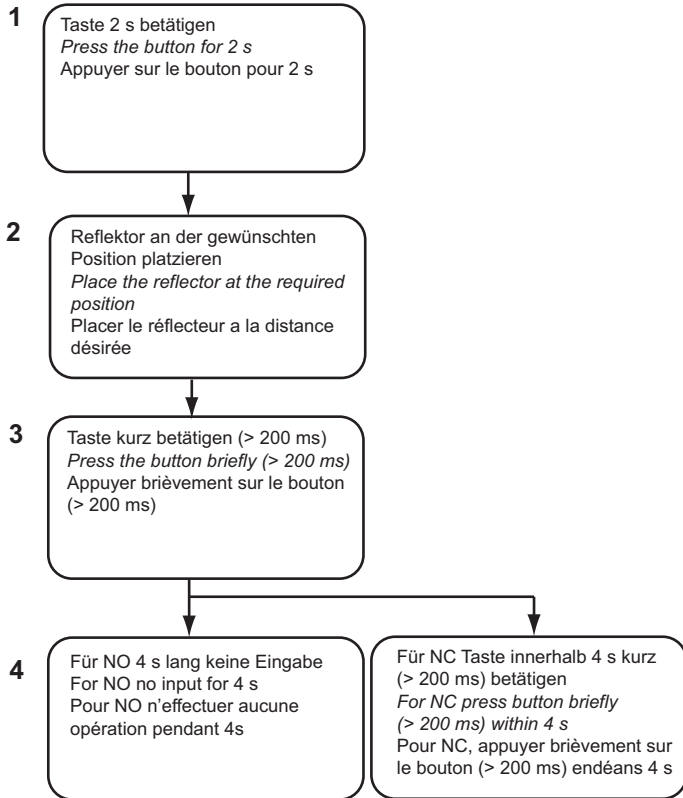 1
Taste 2 s betätigen
Press the button for 2 s
Appuyer sur le bouton pour 2 s
2
Reflektor an der gewünschten
Position platzieren
Place the reflector at the required
position
Placer le réflecteur a la distance
désirée
3
Taste kurz betätigen (> 200 ms)
Press the button briefly (> 200 ms)
Appuyer brièvement sur le bouton
(> 200 ms)
4
Für NO 4 s lang keine Eingabe
For NO no input for 4 s
Pour NO n’effectuer aucune
opération pendant 4s
Für NC Taste innerhalb 4 s kurz
(> 200 ms) betätigen
For NC press button briefly
(> 200 ms) within 4 s
Pour NC, appuyer brièvement sur
le bouton (> 200 ms) endéans 4 s